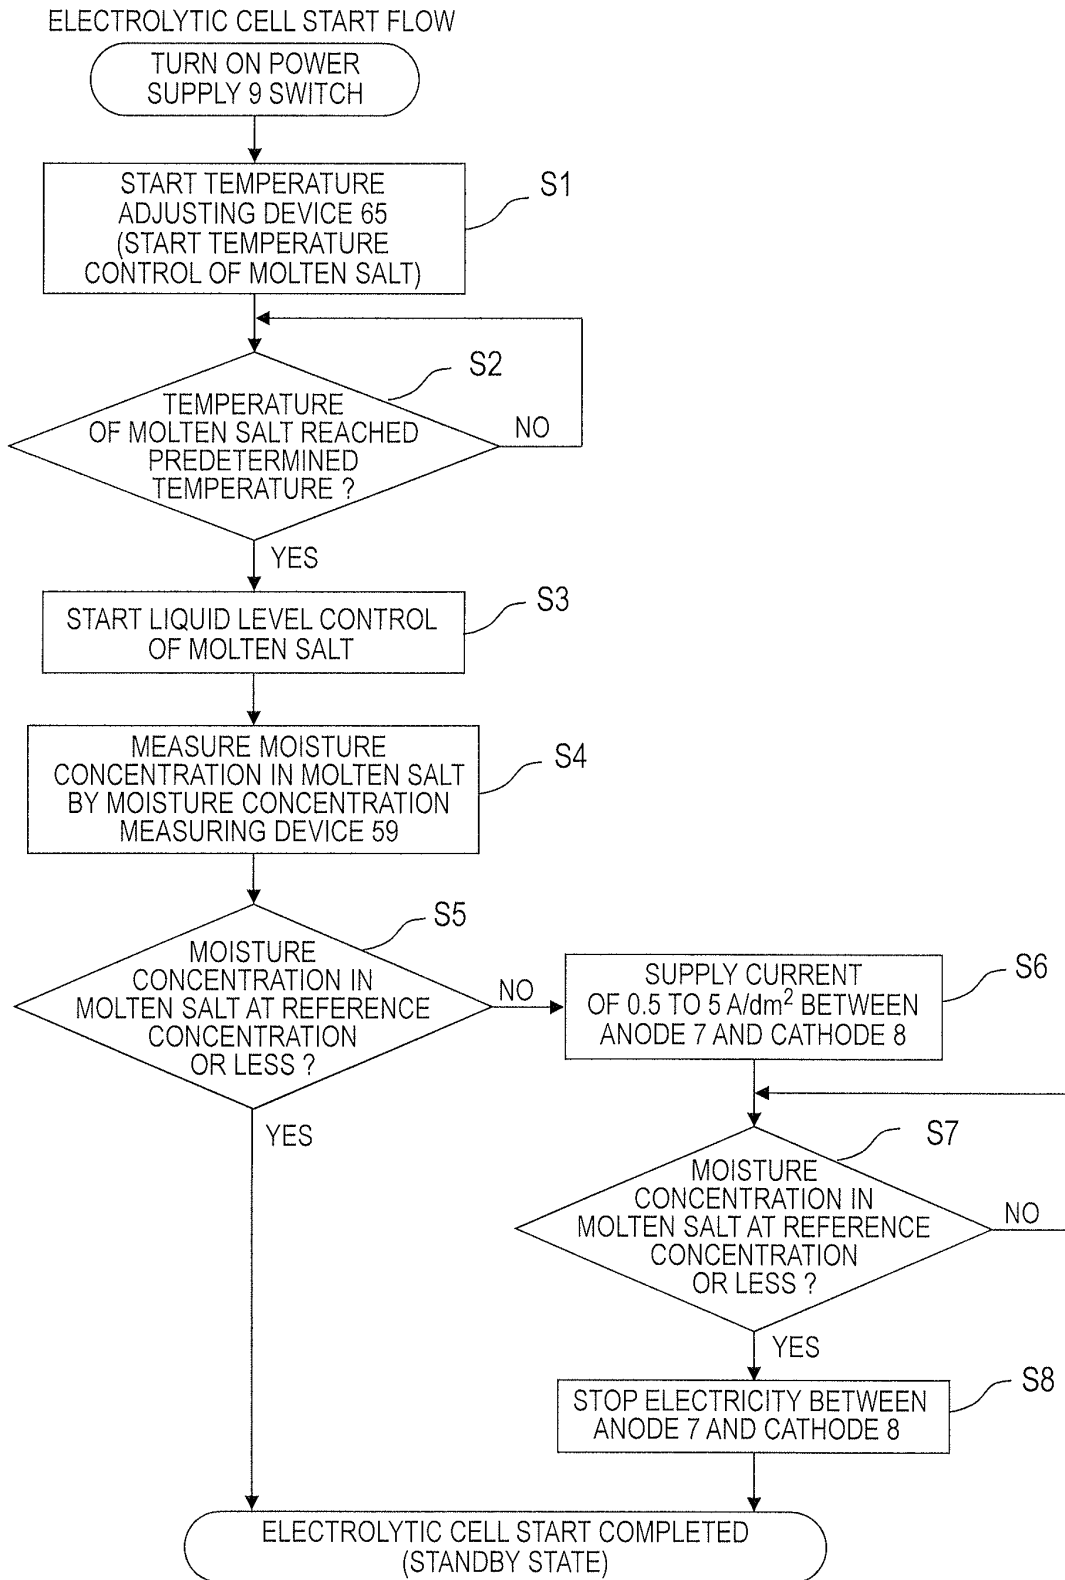 ELECTROLYTIC CELL START FLOW
TURN ON POWER
SUPPLY 9 SWITCH
START TEMPERATURE
ADJUSTING DEVICE 65
(START TEMPERATURE
CONTROL OF MOLTEN SALT)
S1
TEMPERATURE
OF MOLTEN SALT REACHED
PREDETERMINED
TEMPERATURE ?
S2
NO
YES
START LIQUID LEVEL CONTROL
OF MOLTEN SALT
S3
MEASURE MOISTURE
CONCENTRATION IN MOLTEN SALT
BY MOISTURE CONCENTRATION
MEASURING DEVICE 59
S4
MOISTURE
CONCENTRATION IN
MOLTEN SALT AT REFERENCE
CONCENTRATION
OR LESS ?
S5
NO
YES
SUPPLY CURRENT
OF 0.5 TO 5 A/dm² BETWEEN
ANODE 7 AND CATHODE 8
S6
MOISTURE
CONCENTRATION IN
MOLTEN SALT AT REFERENCE
CONCENTRATION
OR LESS ?
S7
NO
YES
STOP ELECTRICITY BETWEEN
ANODE 7 AND CATHODE 8
S8
ELECTROLYTIC CELL START COMPLETED
(STANDBY STATE)